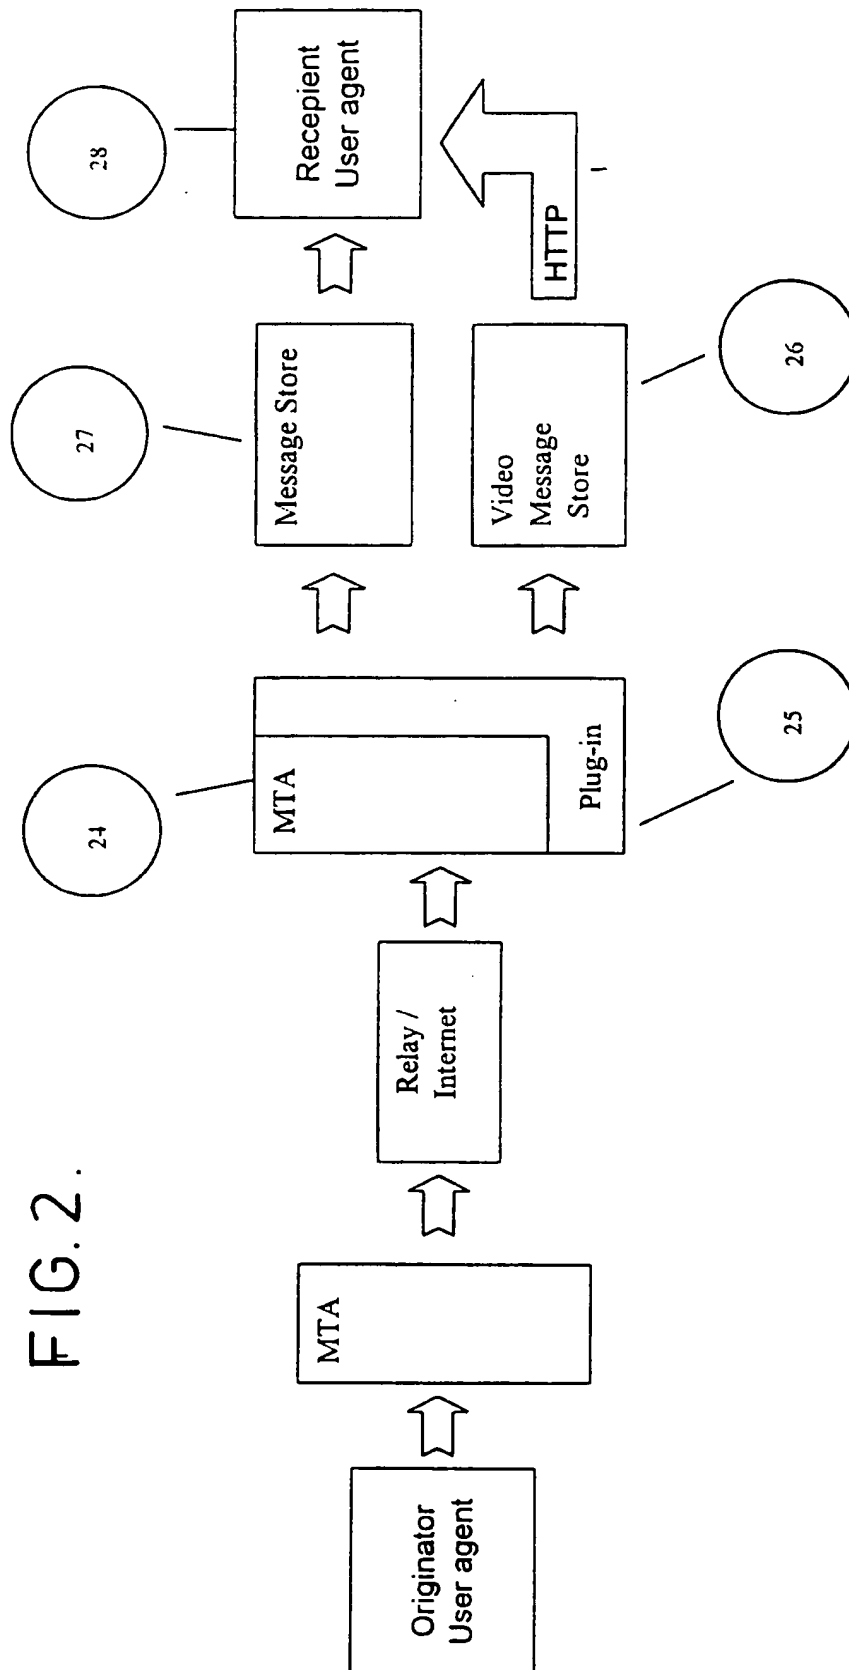 FIG. 2.
Originator
User agent
MTA
Relay /
Internet
24
MTA
Plug-in
25
27
Message Store
Video
Message
Store
26
HTTP
28
Recepient
User agent